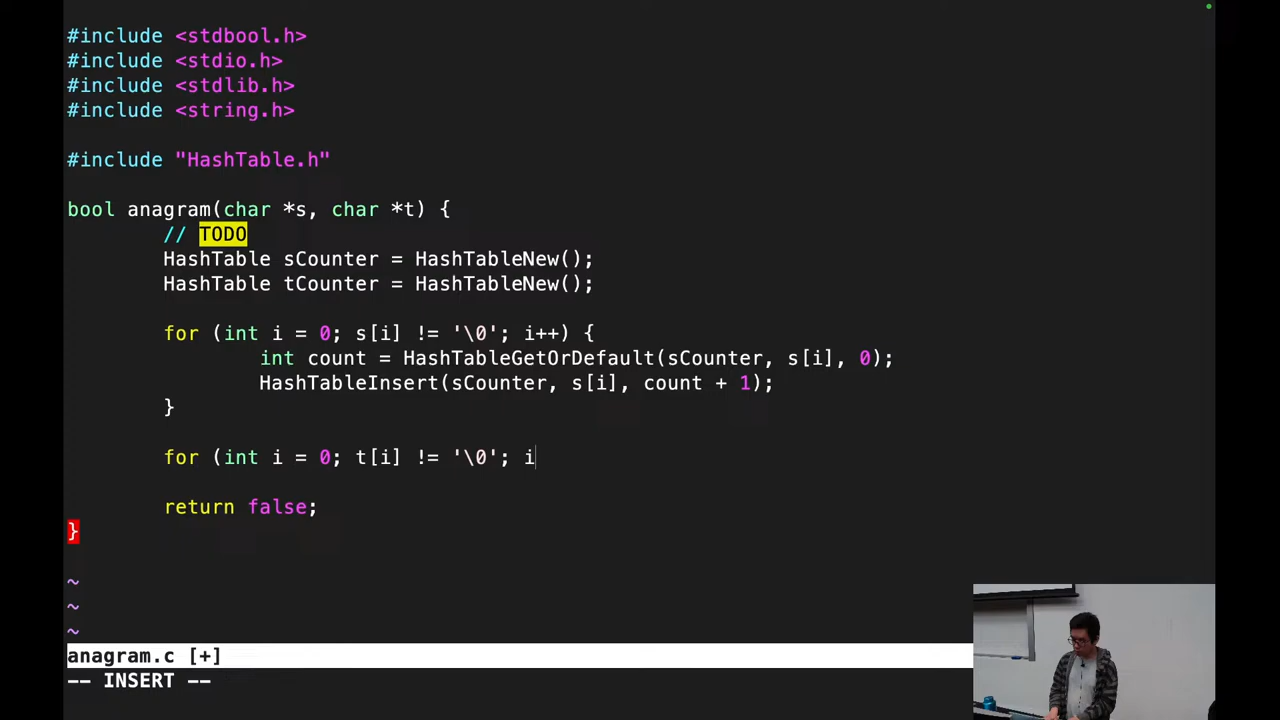 #include <stdbool.h>
#include <stdio.h>
#include <stdlib.h>
#include <string.h>
#include "HashTable.h"
bool anagram(char *s, char *t) {
// TODO
HashTable sCounter = HashTableNew();
HashTable tCounter = HashTableNew();
for (int i = 0; s[i] != '\0'; i++) {
int count = HashTableGetOrDefault(sCounter, s[i], 0);
HashTableInsert(sCounter, s[i], count + 1);
}
for (int i = 0; t[i] != '\0'; i
return false;
}
~
~
~
anagram.c [+]
-- INSERT --